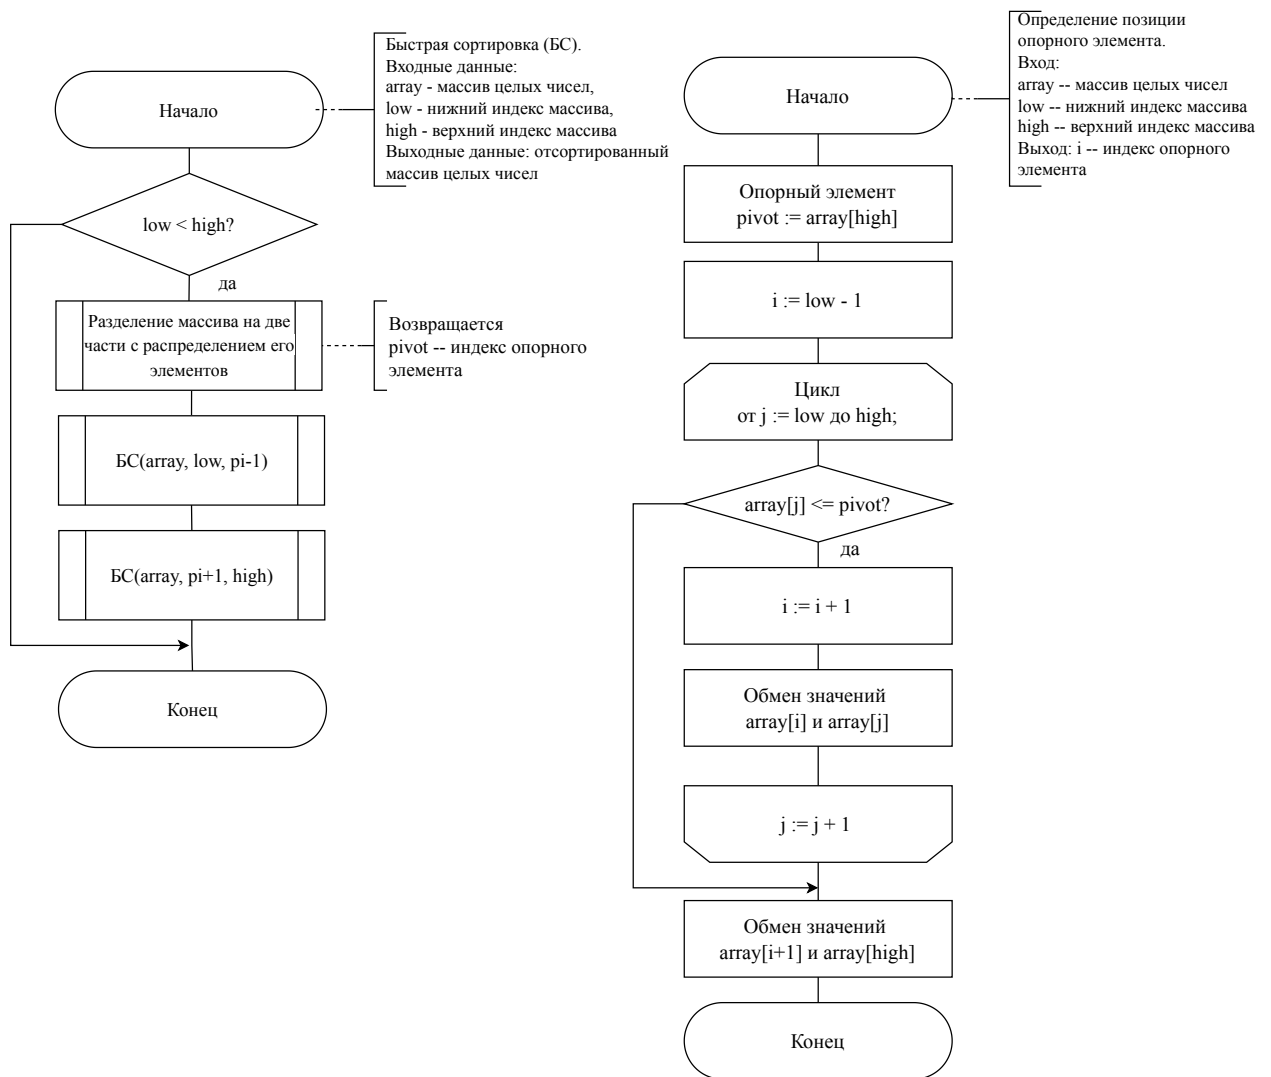 Начало
Быстрая сортировка (БС).
Входные данные:
array - массив целых чисел,
low - нижний индекс массива,
high - верхний индекс массива
Выходные данные: отсортированный
массив целых чисел
low < high?
да
Разделение массива на две
части с распределением его
элементов
Возвращается
pivot -- индекс опорного
элемента
БС(array, low, pi-1)
БС(array, pi+1, high)
Конец
Начало
Определение позиции
опорного элемента.
Вход:
array -- массив целых чисел
low -- нижний индекс массива
high -- верхний индекс массива
Выход: i -- индекс опорного
элемента
Опорный элемент
pivot := array[high]
i := low - 1
Цикл
от j := low до high;
array[j] <= pivot?
да
i := i + 1
Обмен значений
array[i] и array[j]
j := j + 1
Обмен значений
array[i+1] и array[high]
Конец